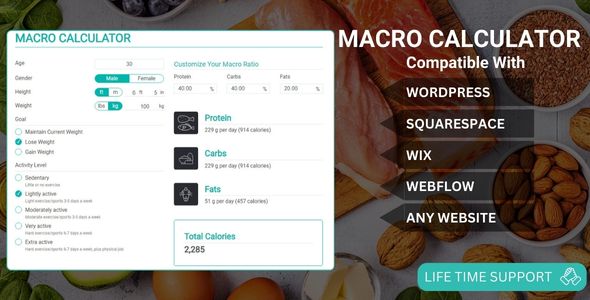 MACRO CALCULATOR
Age
30
Gender
Male Female
Height
ft m
6 ft 5 in
Weight
lbs kg
100 kg
Goal
Maintain Current Weight
Lose Weight
Gain Weight
Activity Level
Sedentary
Little or no exercise
Lightly active
Light exercise/sports 3-5 days a week
Moderately active
Moderate exercise/sports 3-5 days a week
Very active
Hard exercise/sports 6-7 days a week
Extra active
Hard exercise/sports 6-7 days a week, plus physical job
Customize Your Macro Ratio
Protein Carbs Fats
40.00 % 40.00 % 20.00 %
Protein
229 g per day (914 calories)
Carbs
229 g per day (914 calories)
Fats
51 g per day (457 calories)
Total Calories
2,285
MACRO CALCULATOR
Compatible With
WORDPRESS
SQUARESPACE
WIX
WEBFLOW
ANY WEBSITE
LIFE TIME SUPPORT